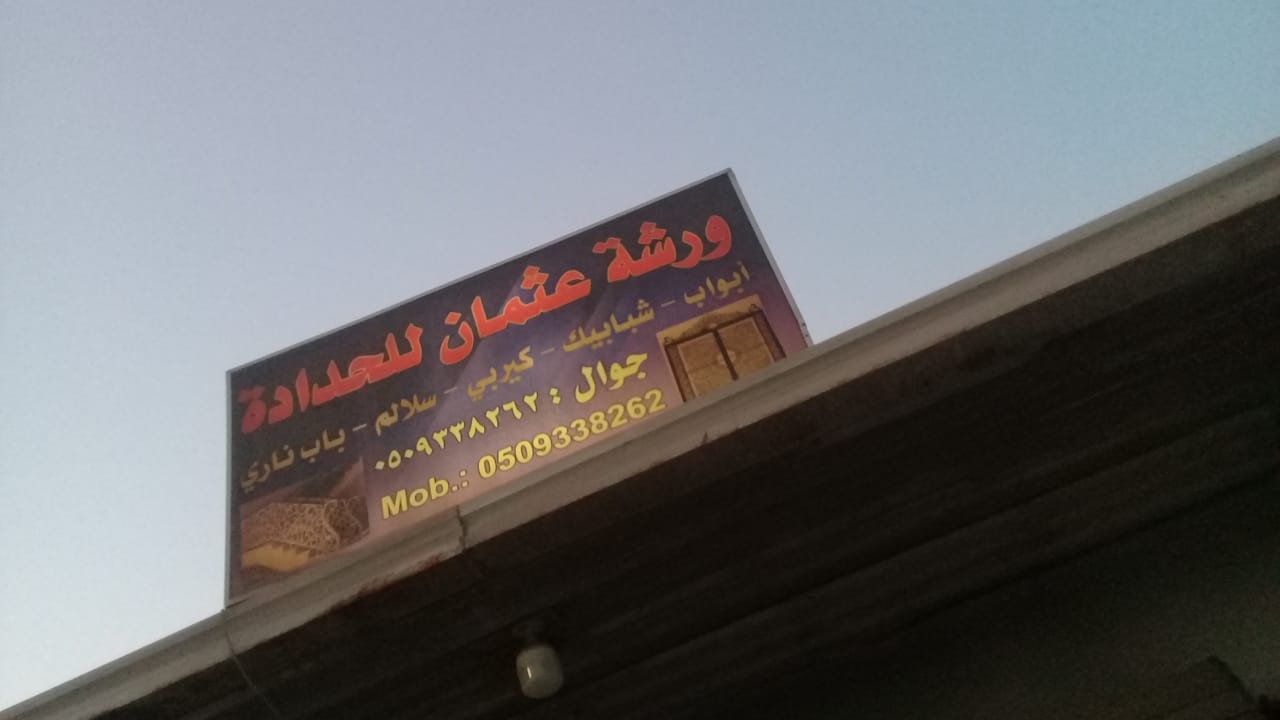 ورشة عثمان للحدادة
أبواب - شبابيك - كيربي - سلالم - باب ناري
جوال : ٠٥٠٩٣٣٨٢٦٢
Mob.: 0509338262